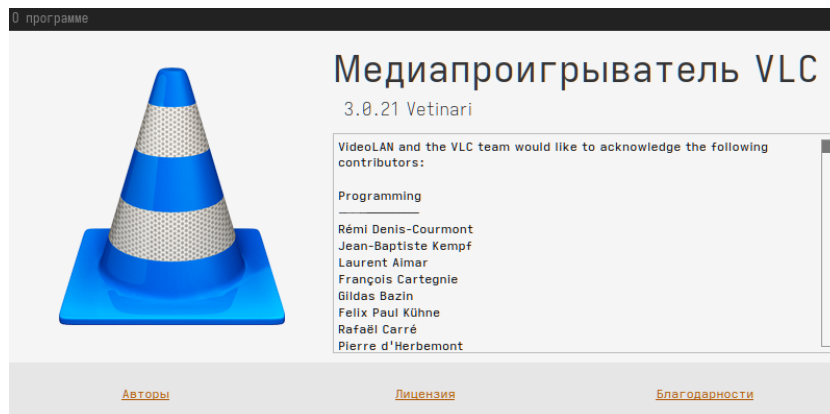 О программе
Медиапроигрыватель VLC
3.0.21 Vetinari
VideoLAN and the VLC team would like to acknowledge the following
contributors:
Programming
Rémi Denis-Courmont
Jean-Baptiste Kempf
Laurent Aimar
François Cartegnie
Gildas Bazin
Felix Paul Kühne
Rafaël Carré
Pierre d'Herbemont
Авторы
Лицензия
Благодарности